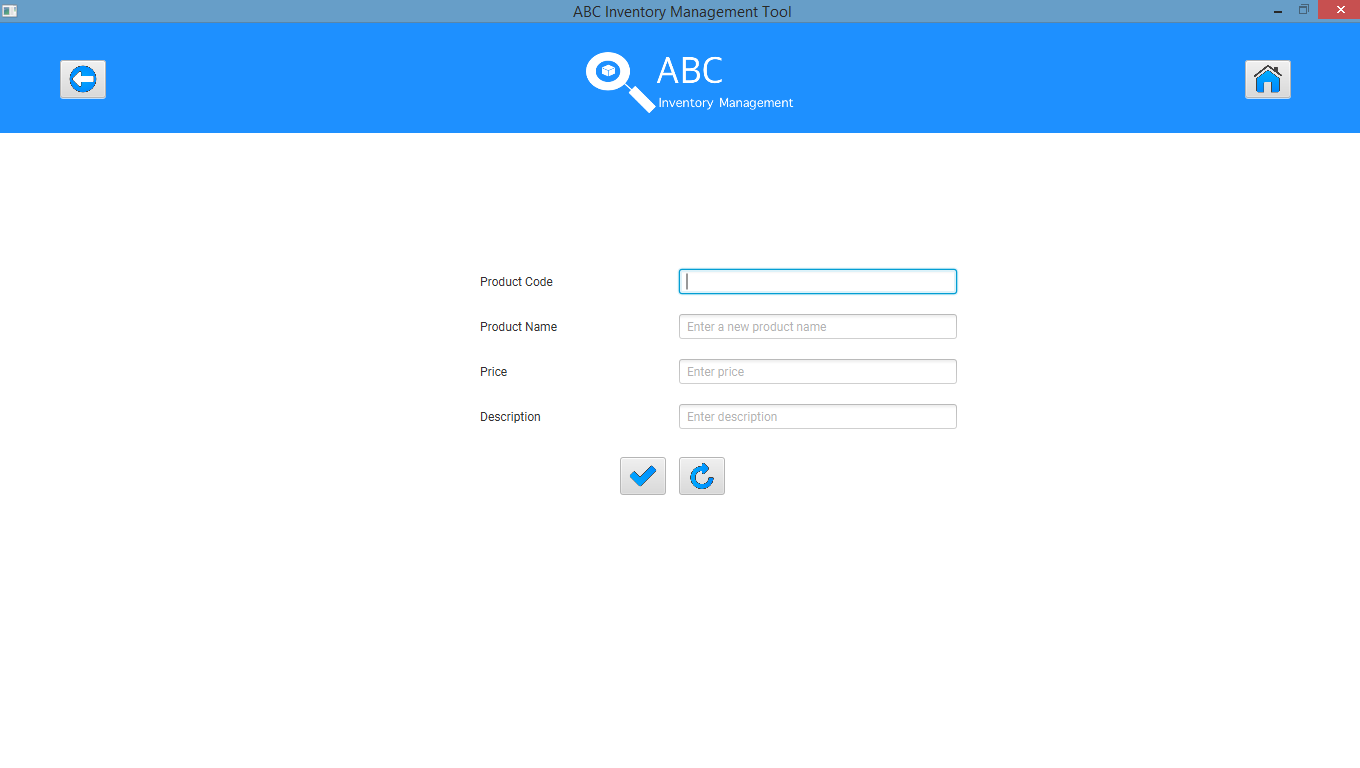 ABC Inventory Management Tool
ABC
Inventory Management
Product Code
Product Name
Enter a new product name
Price
Enter price
Description
Enter description